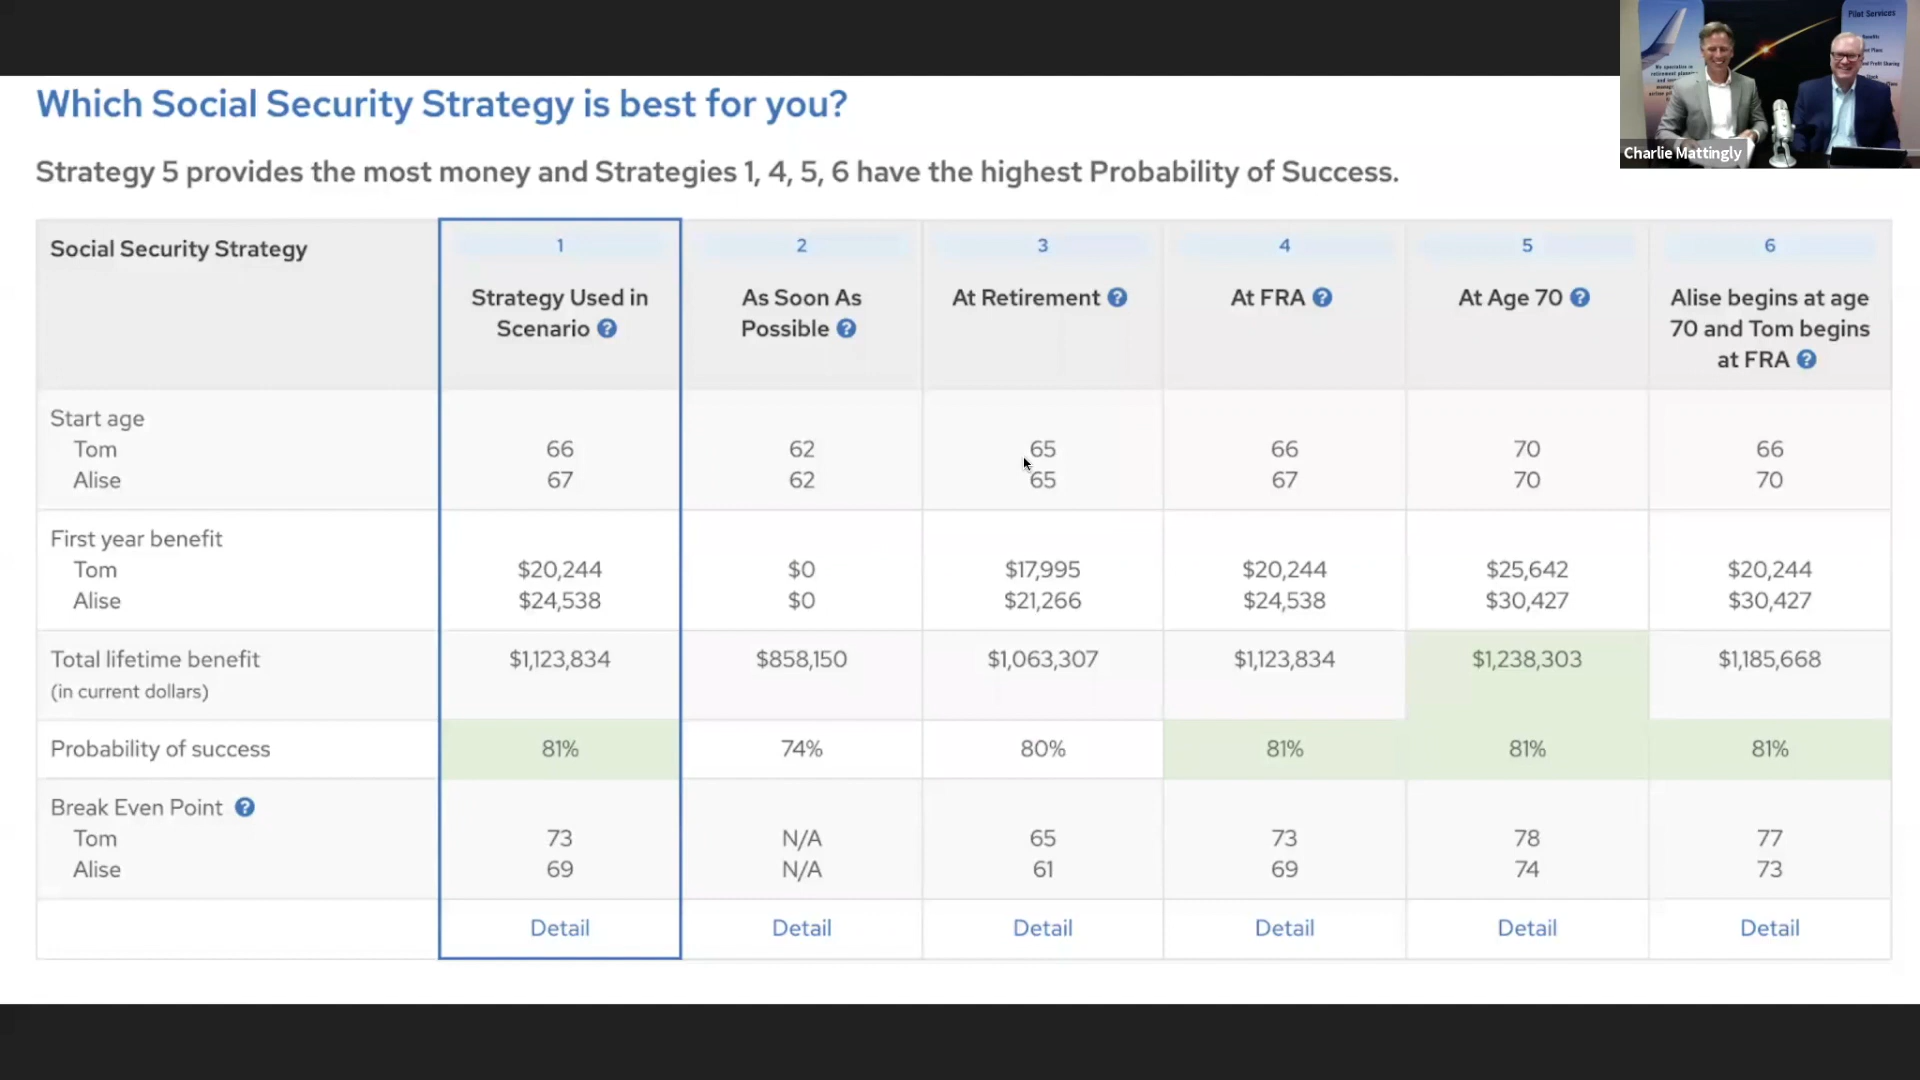 Which Social Security Strategy is best for you?
Strategy 5 provides the most money and Strategies 1, 4, 5, 6 have the highest Probability of Success.
Pilot Services
Charlie Mattingly
Social Security Strategy
1
2
3
4
5
6
Strategy Used in
Scenario ?
As Soon As
Possible ?
At Retirement ?
At FRA ?
At Age 70 ?
Alise begins at age
70 and Tom begins
at FRA ?
Start age
Tom 66 62 65 66 70 66
Alise 67 62 65 67 70 70
First year benefit
Tom $20,244 $0 $17,995 $20,244 $25,642 $20,244
Alise $24,538 $0 $21,266 $24,538 $30,427 $30,427
Total lifetime benefit $1,123,834 $858,150 $1,063,307 $1,123,834 $1,238,303 $1,185,668
(in current dollars)
Probability of success 81% 74% 80% 81% 81% 81%
Break Even Point ?
Tom 73 N/A 65 73 78 77
Alise 69 N/A 61 69 74 73
Detail Detail Detail Detail Detail Detail